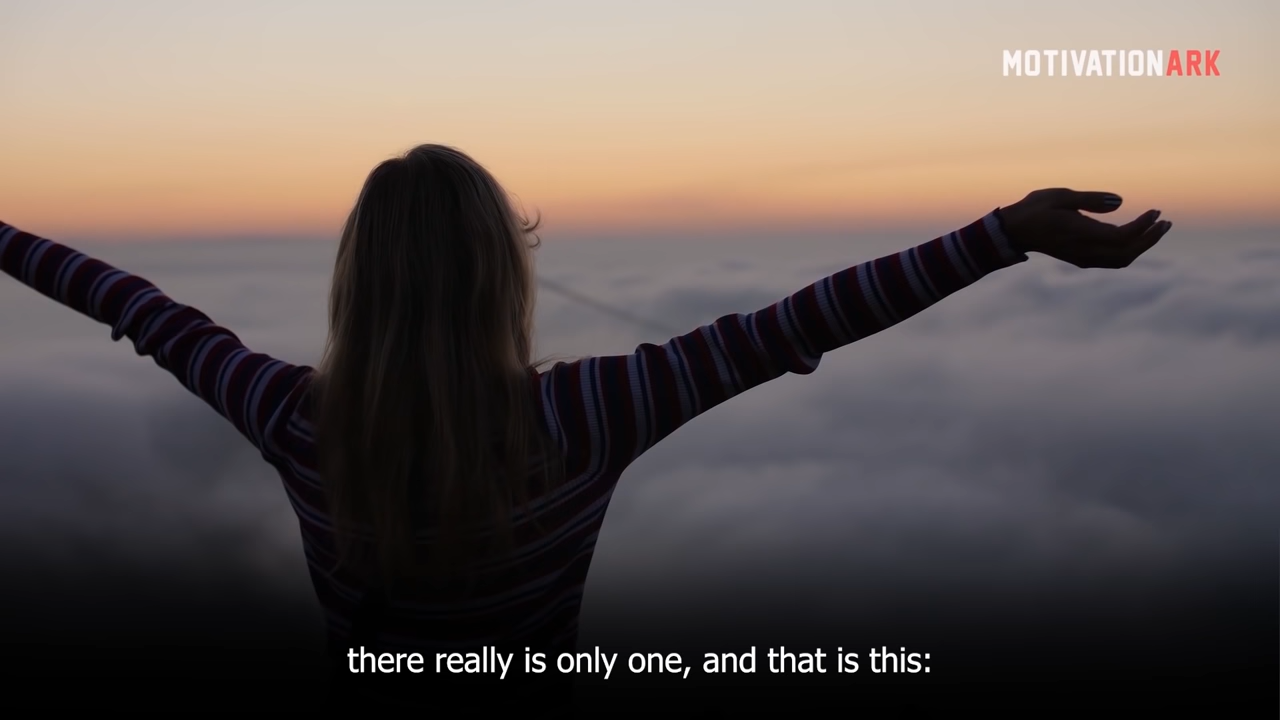 MOTIVATIONARK
there really is only one, and that is this: